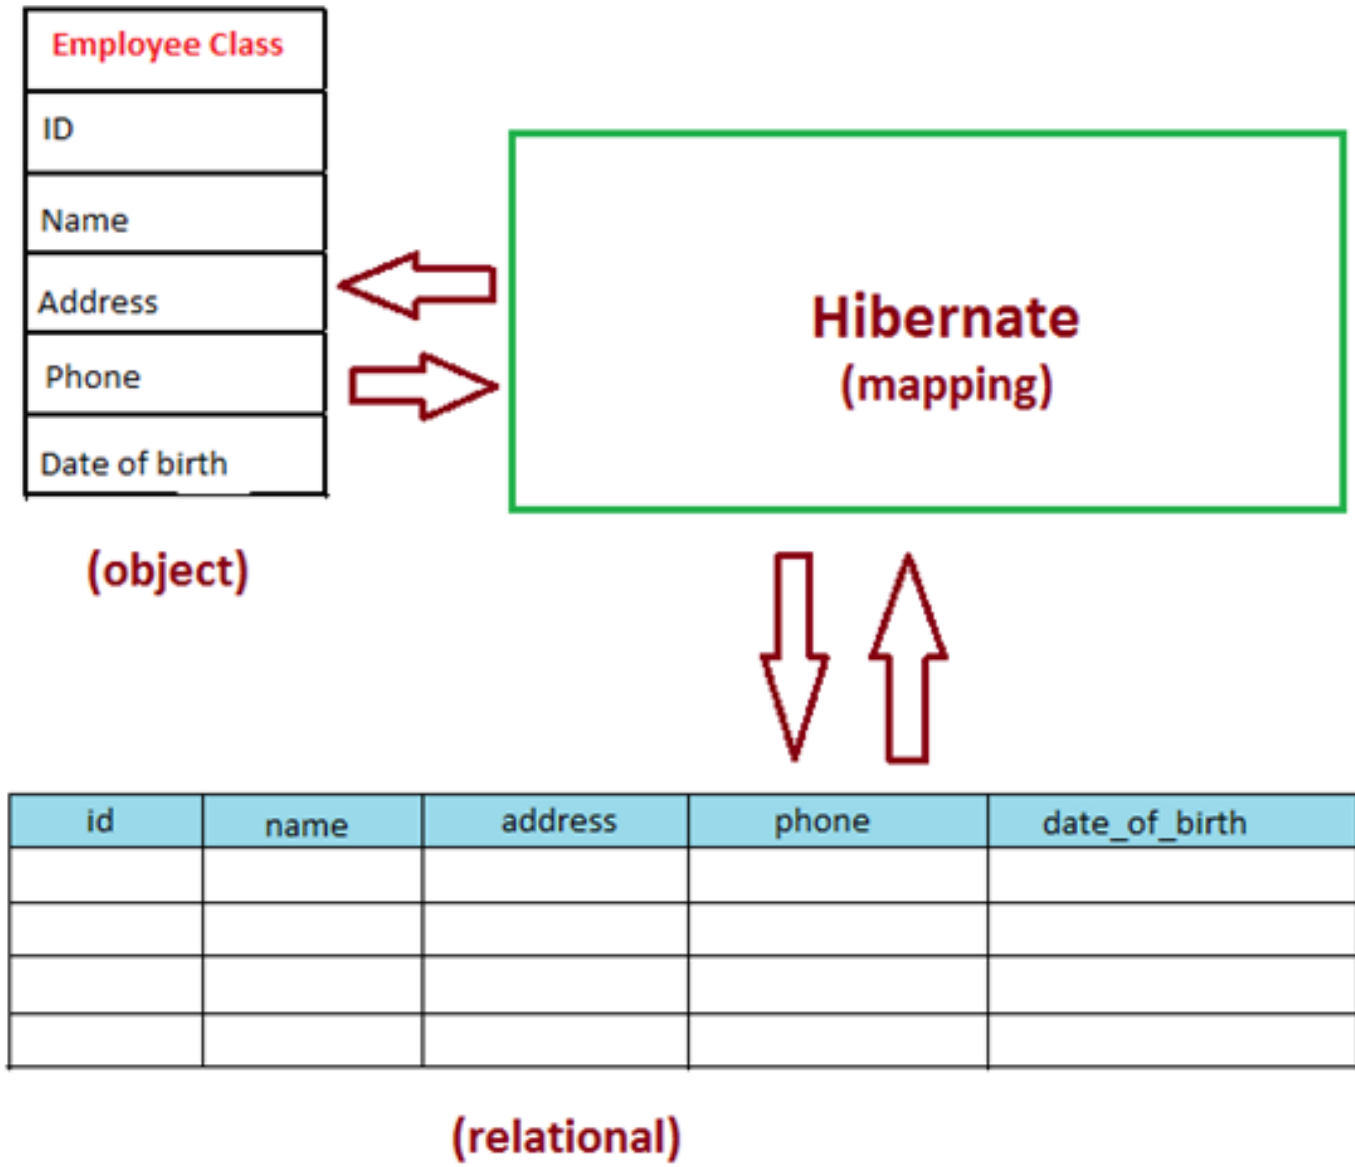 Employee Class
ID
Name
Address
Phone
Date of birth
(object)
Hibernate
(mapping)
id name address phone date_of_birth
(relational)